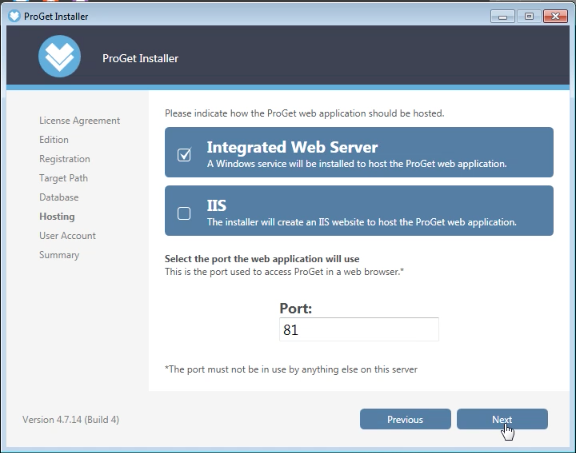 ProGet Installer
ProGet Installer
License Agreement
Edition
Registration
Target Path
Database
Hosting
User Account
Summary
Please indicate how the ProGet web application should be hosted.
Integrated Web Server
A Windows service will be installed to host the ProGet web application.
IIS
The installer will create an IIS website to host the ProGet web application.
Select the port the web application will use
This is the port used to access ProGet in a web browser.*
Port:
81
*The port must not be in use by anything else on this server
Version 4.7.14 (Build 4)
Previous
Next